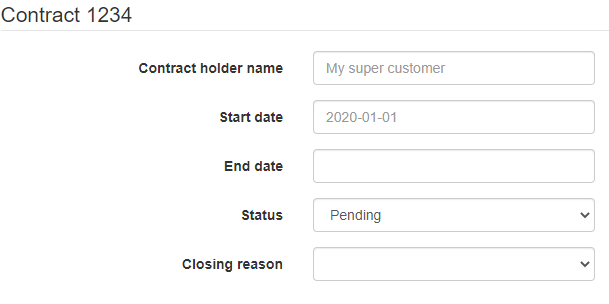 Contract 1234
Contract holder name My super customer
Start date 2020-01-01
End date
Status Pending
Closing reason